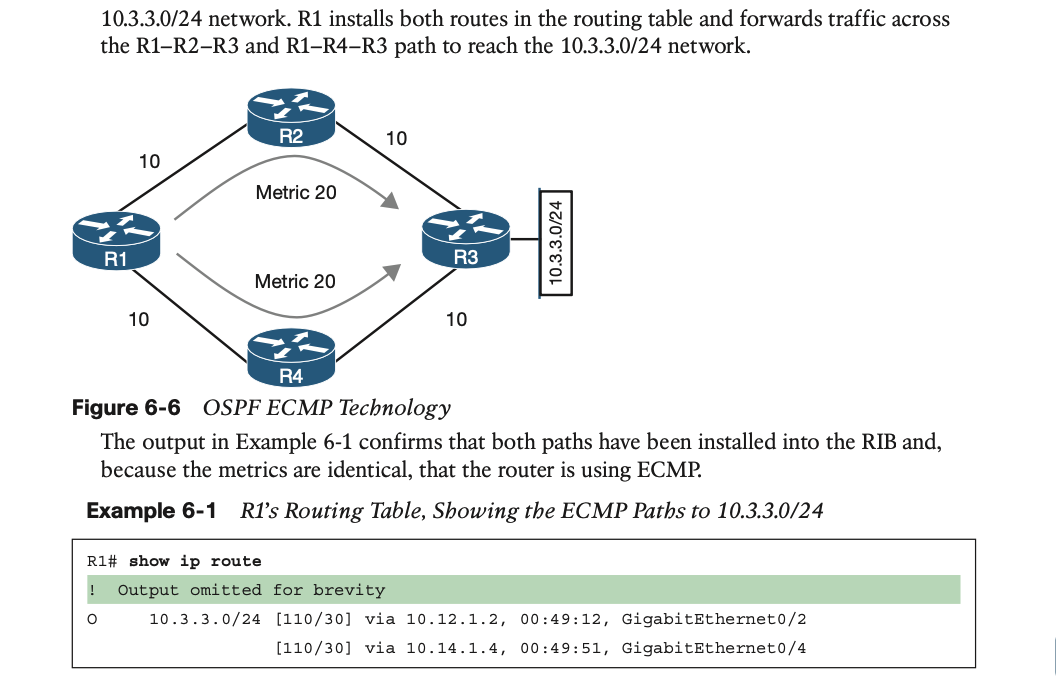 10.3.3.0/24 network. R1 installs both routes in the routing table and forwards traffic across
the R1–R2–R3 and R1–R4–R3 path to reach the 10.3.3.0/24 network.
R2
10
10
Metric 20
R1
R3
10.3.3.0/24
Metric 20
10
10
R4
Figure 6-6 OSPF ECMP Technology
The output in Example 6-1 confirms that both paths have been installed into the RIB and,
because the metrics are identical, that the router is using ECMP.
Example 6-1 R1's Routing Table, Showing the ECMP Paths to 10.3.3.0/24
R1# show ip route
! Output omitted for brevity
O 10.3.3.0/24 [110/30] via 10.12.1.2, 00:49:12, GigabitEthernet0/2
[110/30] via 10.14.1.4, 00:49:51, GigabitEthernet0/4